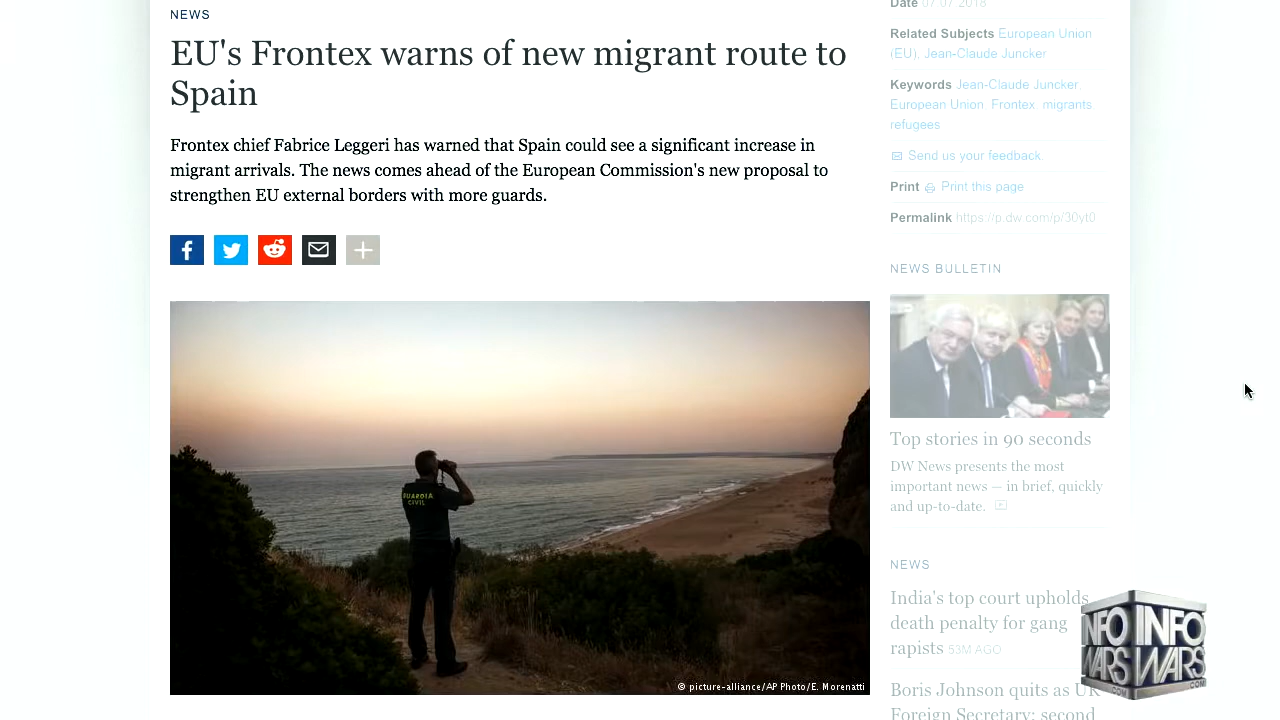 NEWS
EU's Frontex warns of new migrant route to
Spain
Frontex chief Fabrice Leggeri has warned that Spain could see a significant increase in
migrant arrivals. The news comes ahead of the European Commission's new proposal to
strengthen EU external borders with more guards.
GUARDIA
CIVIL
© picture-alliance/AP Photo/E. Morenatti
Date 07.07.2018
Related Subjects European Union
(EU), Jean-Claude Juncker
Keywords Jean-Claude Juncker,
European Union, Frontex, migrants,
refugees
Send us your feedback.
Print Print this page
Permalink https://p.dw.com/p/30yt0
NEWS BULLETIN
Top stories in 90 seconds
DW News presents the most
important news — in brief, quickly
and up-to-date.
NEWS
India's top court upholds
death penalty for gang
rapists 53M AGO
Boris Johnson quits as UK
Foreign Secretary; second
INFO INFO
WARS WARS
.COM .COM